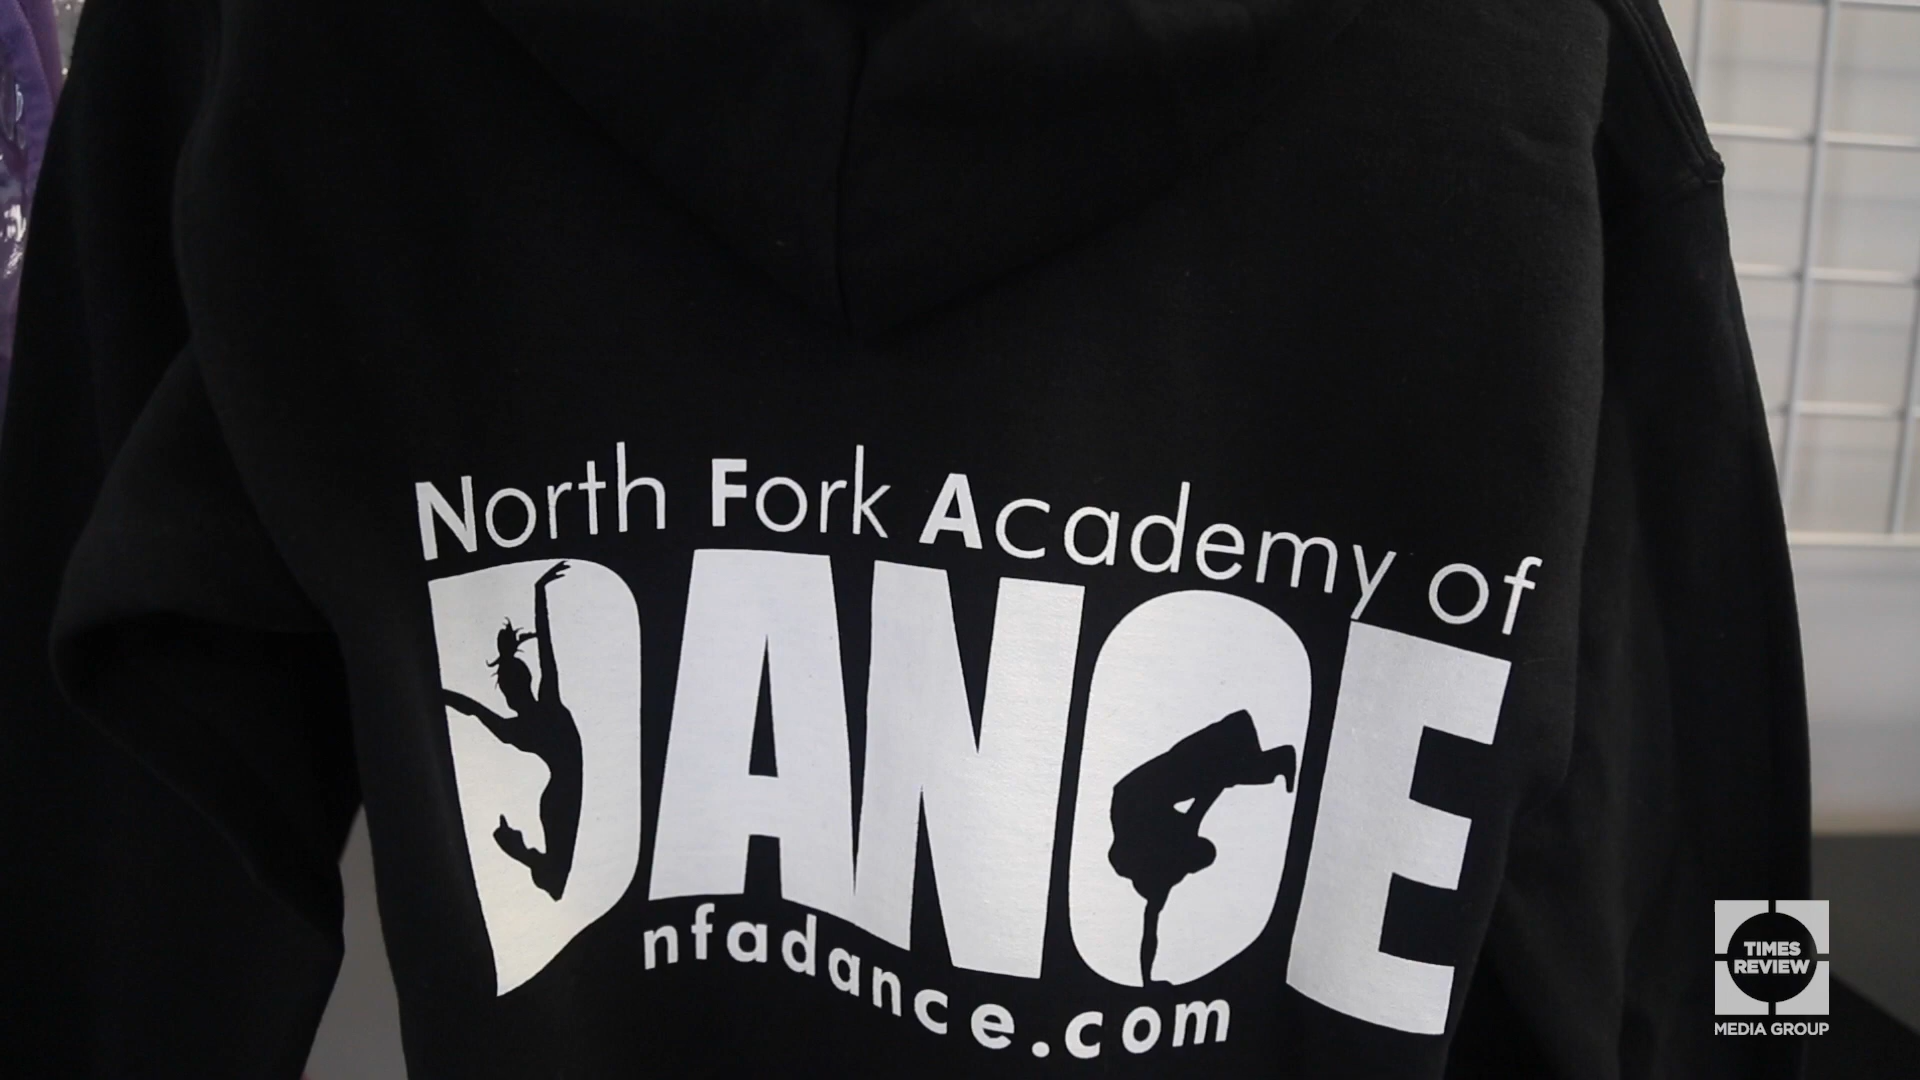 North Fork Academy of
DANCE
nfadance.com
TIMES
REVIEW
MEDIA GROUP